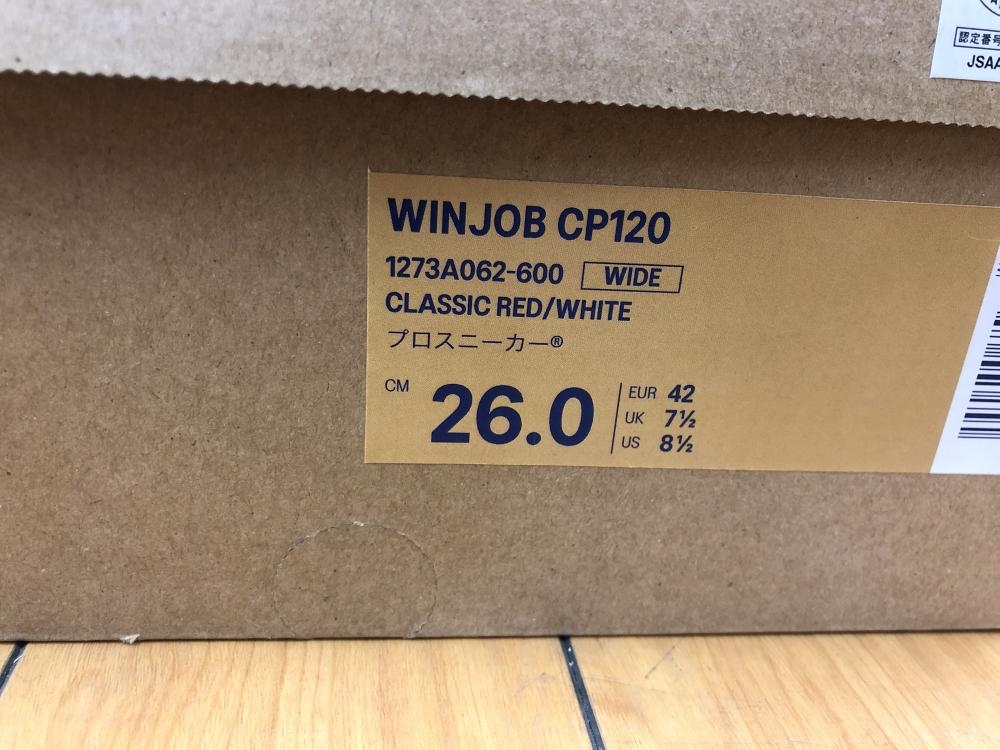 認定番号
JSAA
WINJOB CP120
1273A062-600 WIDE
CLASSIC RED/WHITE
プロスニーカー®
CM 26.0
EUR 42
UK 7½
US 8½